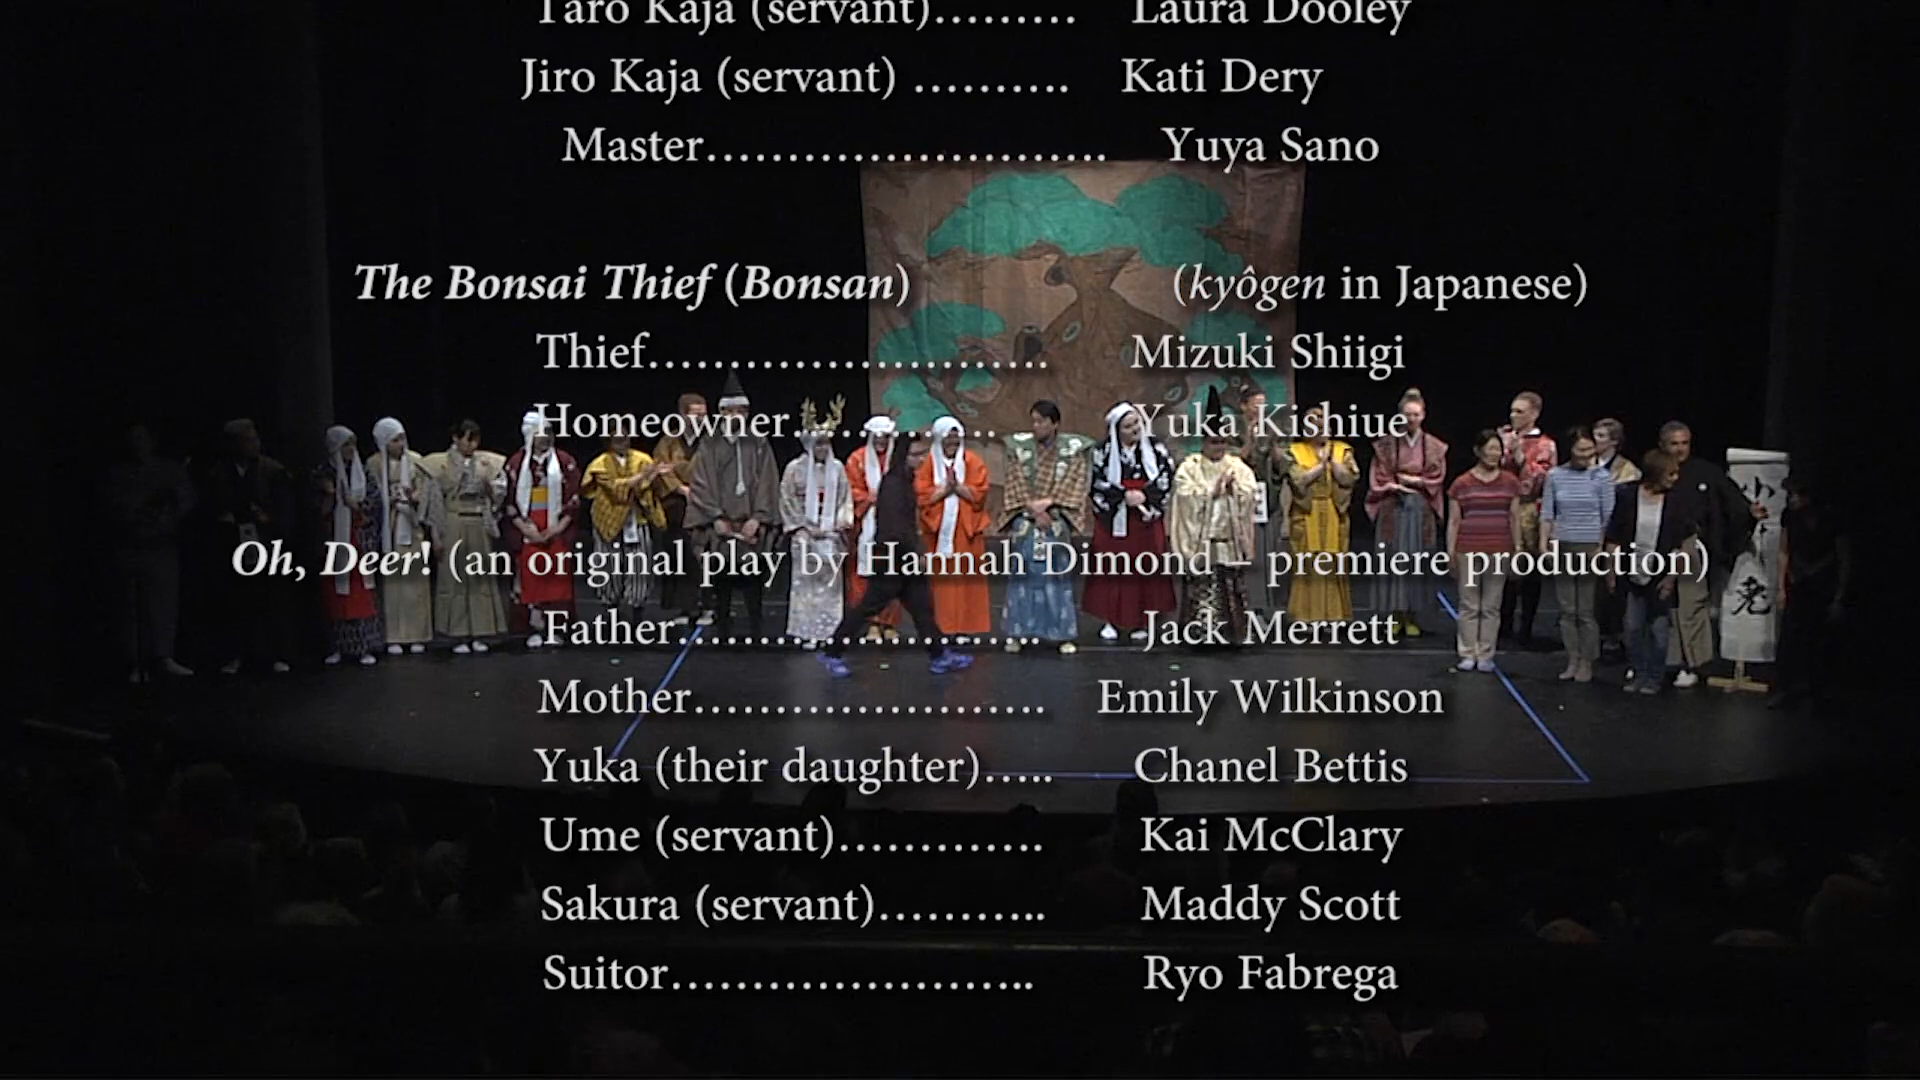 Taro Kaja (servant)......... Laura Dooley
Jiro Kaja (servant) .......... Kati Dery
Master......................... Yuya Sano
The Bonsai Thief (Bonsan) (kyôgen in Japanese)
Thief......................... Mizuki Shiigi
Homeowner............. Yuka Kishiue
Oh, Deer! (an original play by Hannah Dimond – premiere production)
Father........................ Jack Merrett
Mother...................... Emily Wilkinson
Yuka (their daughter)..... Chanel Bettis
Ume (servant)............. Kai McClary
Sakura (servant)........... Maddy Scott
Suitor....................... Ryo Fabrega